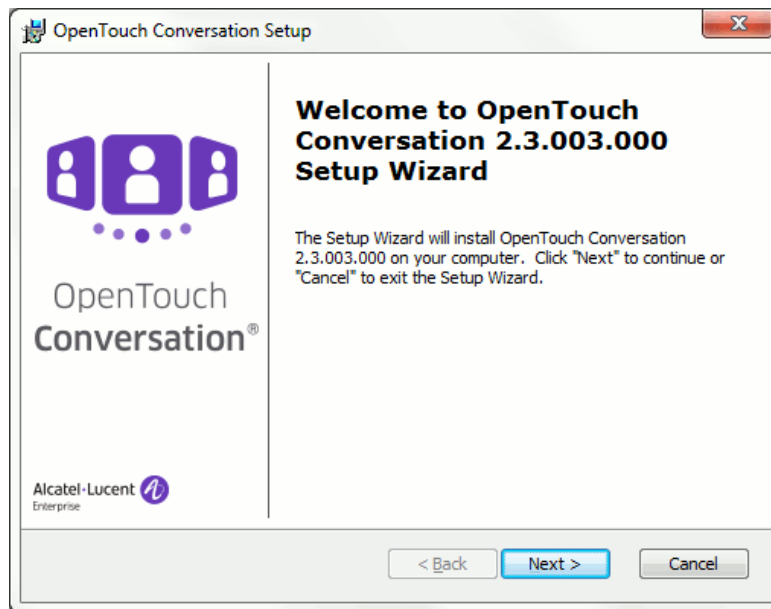 OpenTouch Conversation Setup
Welcome to OpenTouch
Conversation 2.3.003.000
Setup Wizard
The Setup Wizard will install OpenTouch Conversation
2.3.003.000 on your computer. Click "Next" to continue or
"Cancel" to exit the Setup Wizard.
OpenTouch
Conversation®
Alcatel·Lucent
Enterprise
< Back
Next >
Cancel